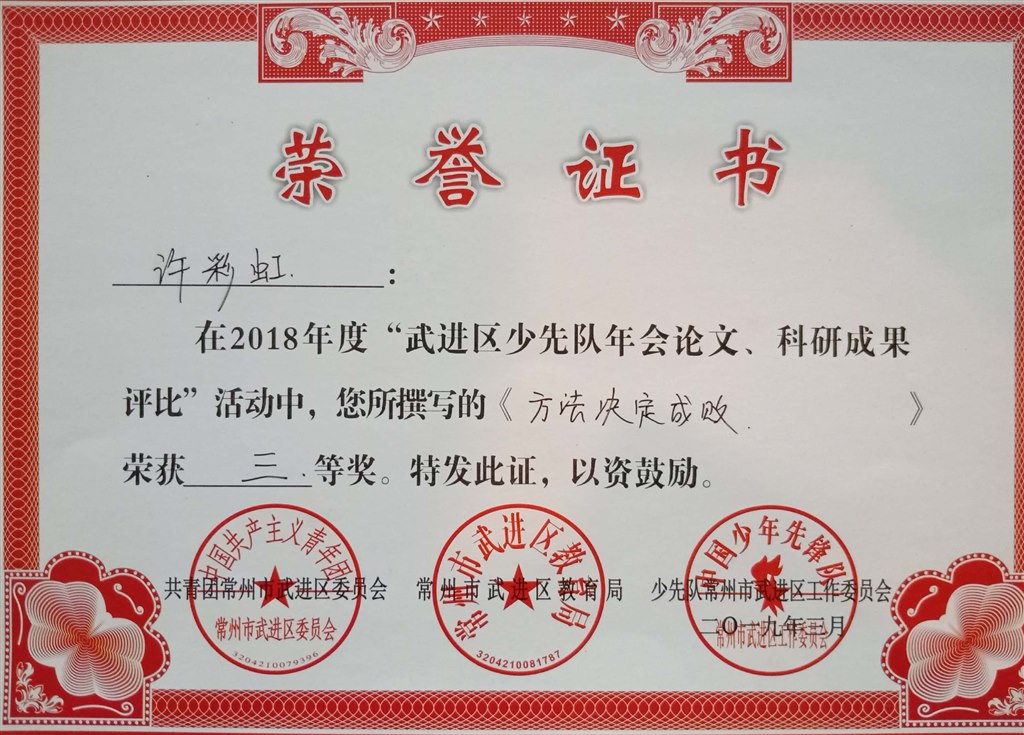 荣誉证书
许彩虹:
在2018年度“武进区少先队年会论文、科研成果
评比”活动中，您所撰写的《方法决定成败》
荣获三等奖。特发此证，以资鼓励。
中国共产主义青年团
常州市武进区委员会
3204210079396
常州市武进区教育局
3204210081787
中国少年先锋队
常州市武进区工作委员会
共青团常州市武进区委员会 常州市武进区教育局 少先队常州市武进区工作委员会
二〇一九年三月